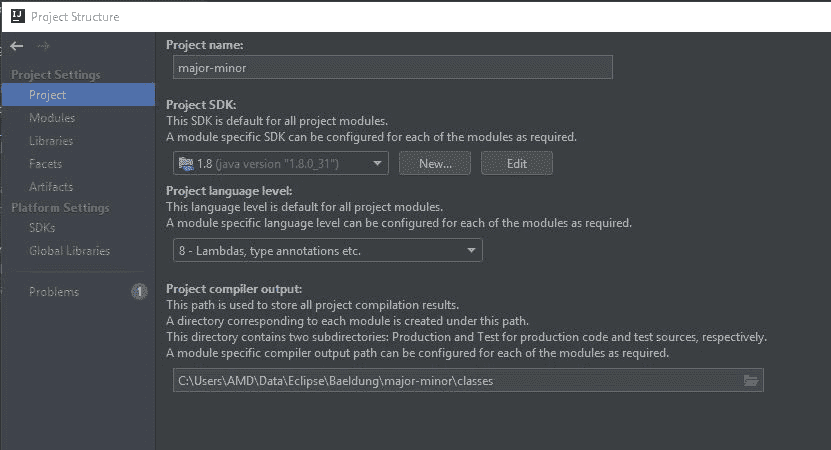 IJ Project Structure
Project Settings
Project
Modules
Libraries
Facets
Artifacts
Platform Settings
SDKs
Global Libraries
Problems 1
Project name:
major-minor
Project SDK:
This SDK is default for all project modules.
A module specific SDK can be configured for each of the modules as required.
1.8 (java version "1.8.0_31") New... Edit
Project language level:
This language level is default for all project modules.
A module specific language level can be configured for each of the modules as required.
8 - Lambdas, type annotations etc.
Project compiler output:
This path is used to store all project compilation results.
A directory corresponding to each module is created under this path.
This directory contains two subdirectories: Production and Test for production code and test sources, respectively.
A module specific compiler output path can be configured for each of the modules as required.
C:\Users\AMD\Data\Eclipse\Baeldung\major-minor\classes